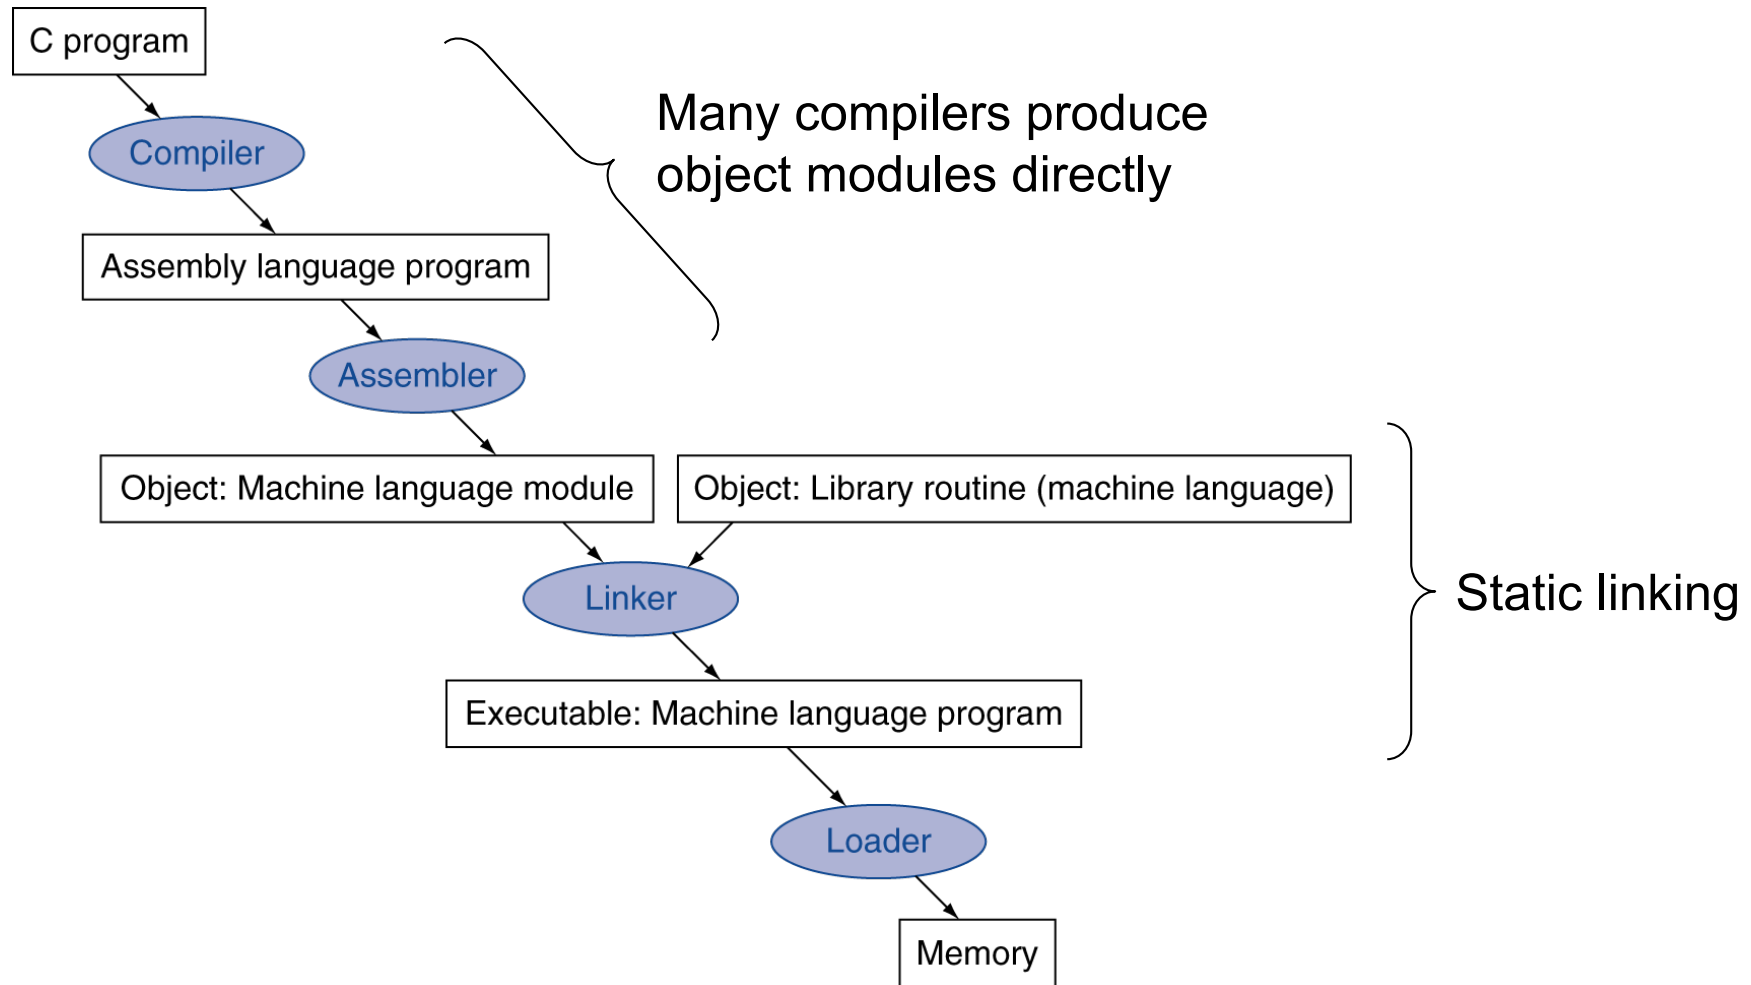 C program
Many compilers produce
object modules directly
Compiler
Assembly language program
Assembler
Object: Machine language module
Object: Library routine (machine language)
Linker
Static linking
Executable: Machine language program
Loader
Memory